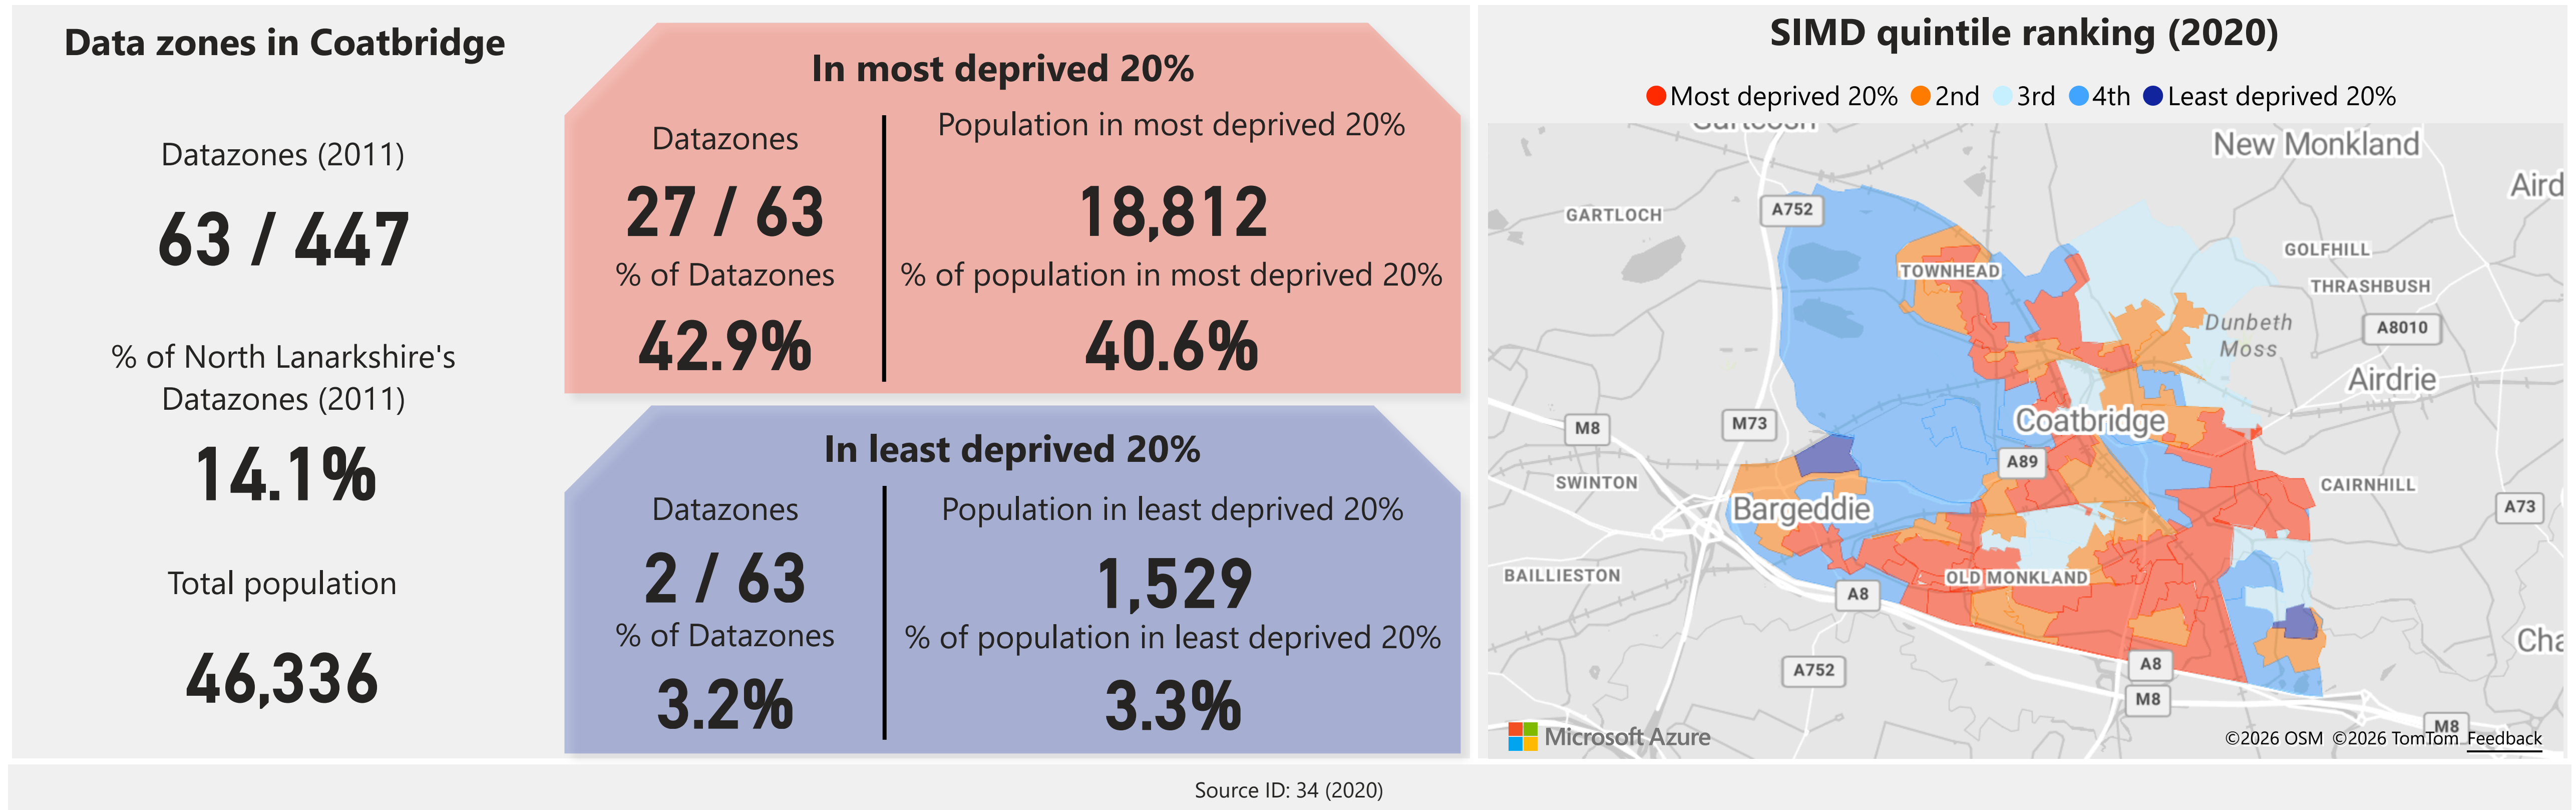 Data zones in Coatbridge
Datazones (2011)
63 / 447
% of North Lanarkshire's
Datazones (2011)
14.1%
Total population
46,336
In most deprived 20%
Datazones
27 / 63
% of Datazones
42.9%
Population in most deprived 20%
18,812
% of population in most deprived 20%
40.6%
In least deprived 20%
Datazones
2 / 63
% of Datazones
3.2%
Population in least deprived 20%
1,529
% of population in least deprived 20%
3.3%
SIMD quintile ranking (2020)
Most deprived 20% 2nd 3rd 4th Least deprived 20%
New Monkland
Aird
A752
GARTLOCH
GOLFHILL
TOWNHEAD
THRASHBUSH
Dunbeth
Moss
A8010
Airdrie
Coatbridge
M73
M8
A89
SWINTON
CAIRNHILL
Bargeddie
A73
BAILLIESTON
OLD MONKLAND
A8
Cha
A8
A752
M8
M8
Microsoft Azure
©2026 OSM ©2026 TomTom Feedback
Source ID: 34 (2020)